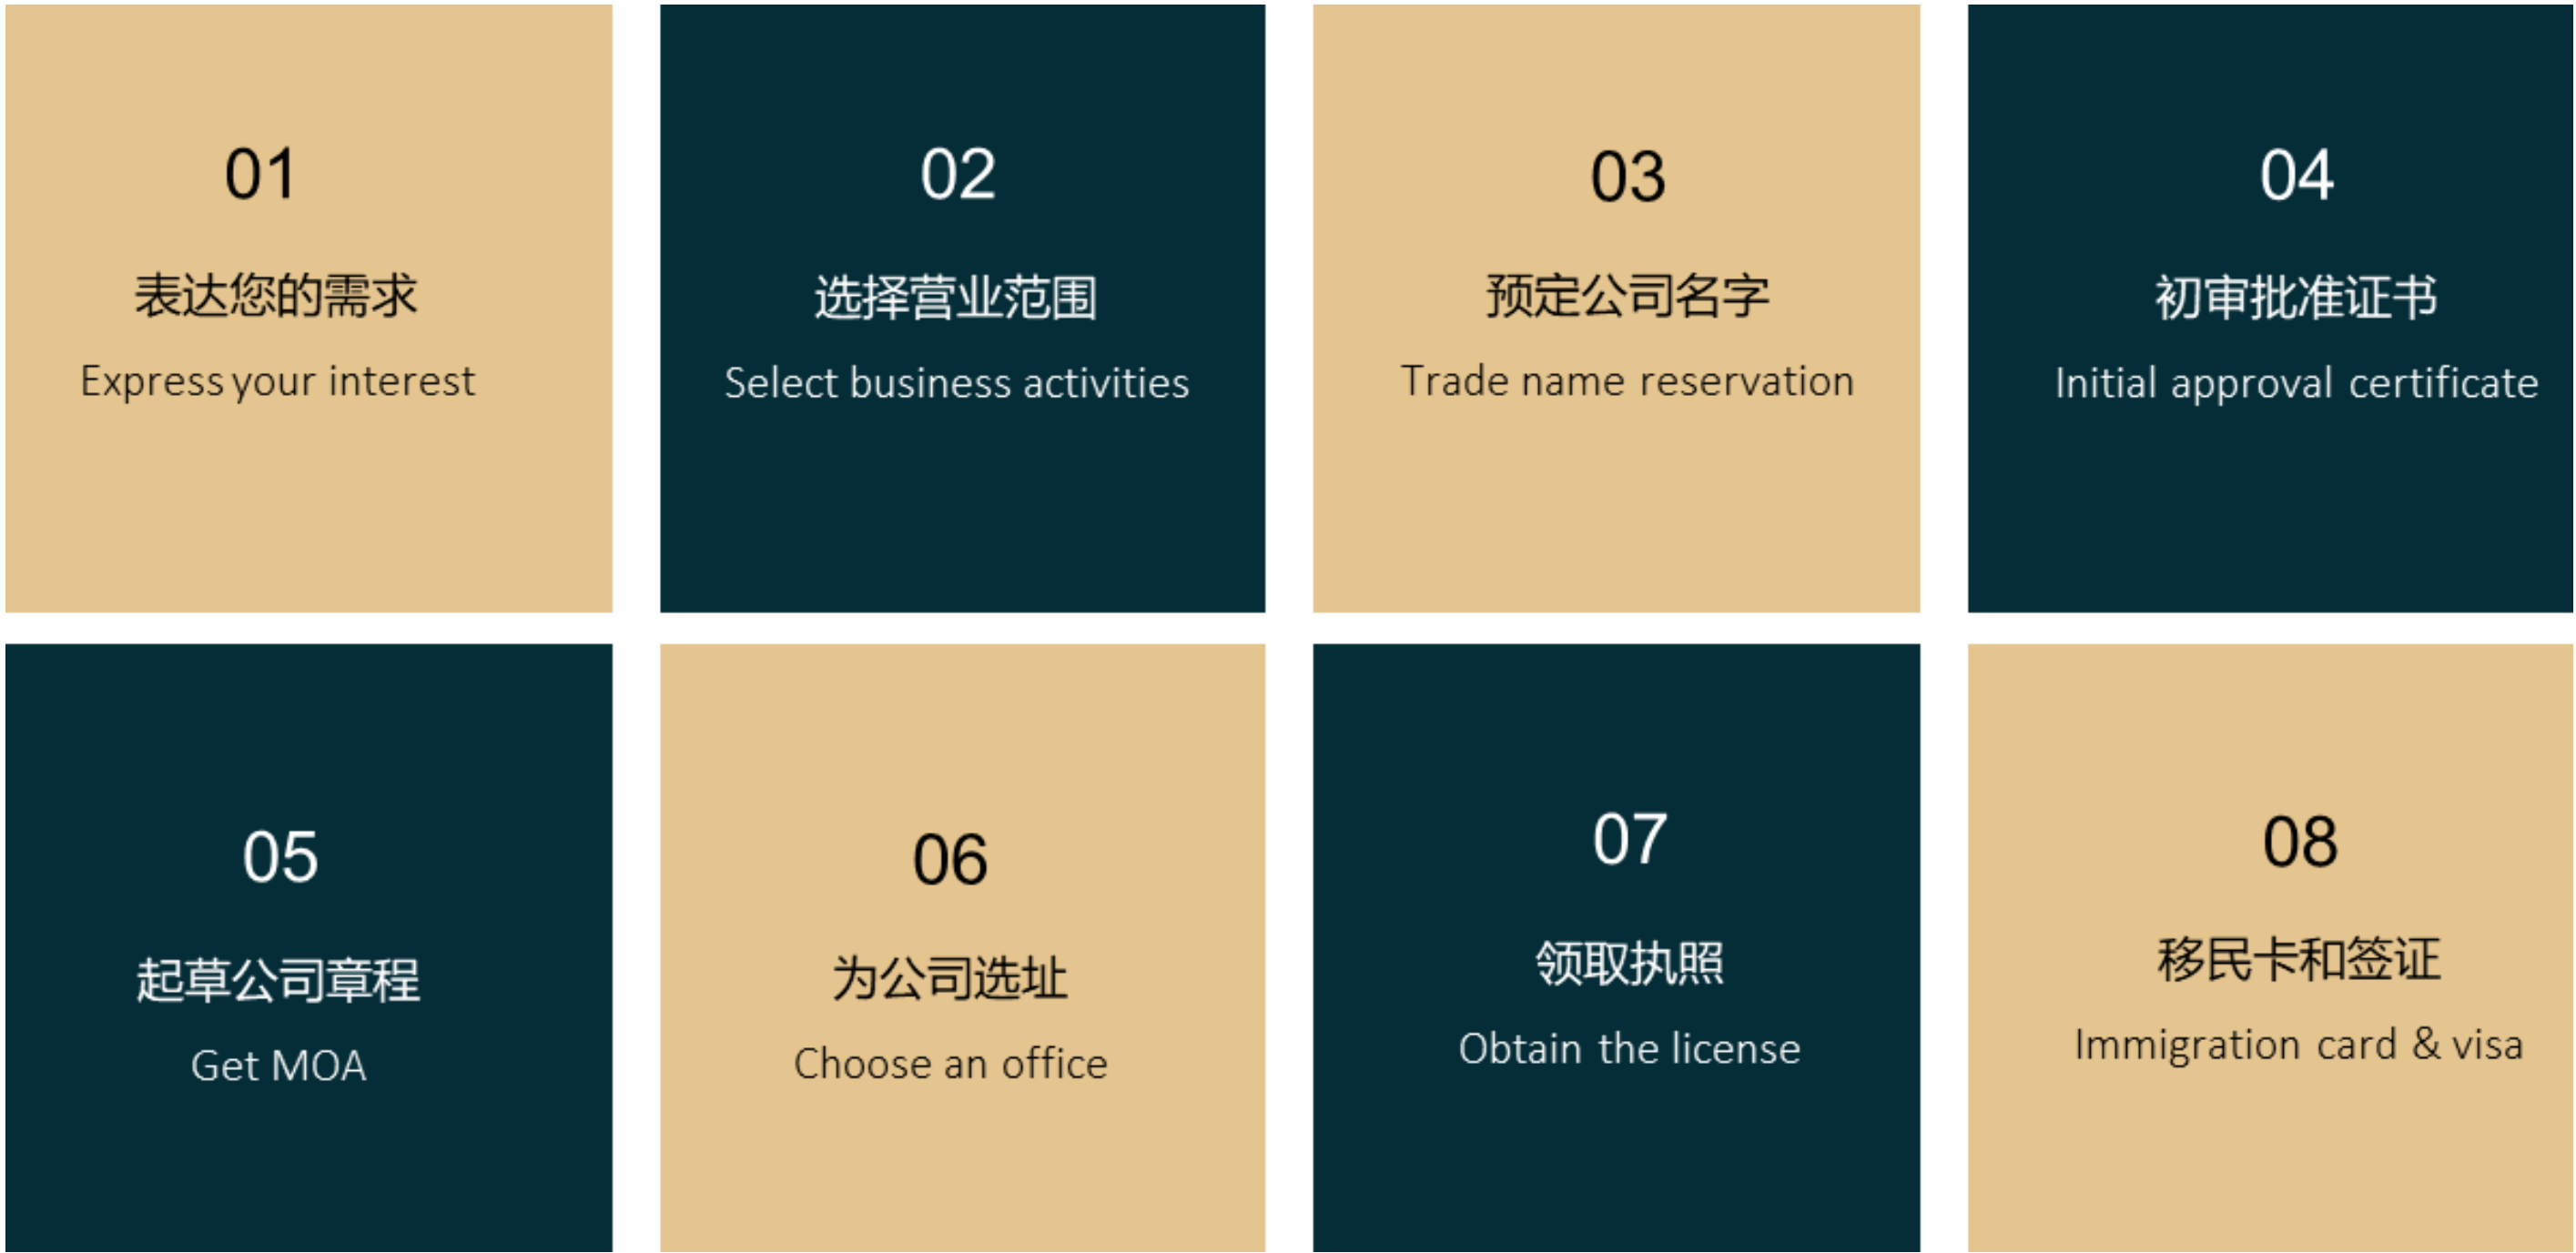 01
表达您的需求
Express your interest
02
选择营业范围
Select business activities
03
预定公司名字
Trade name reservation
04
初审批准证书
Initial approval certificate
05
起草公司章程
Get MOA
06
为公司选址
Choose an office
07
领取执照
Obtain the license
08
移民卡和签证
Immigration card & visa